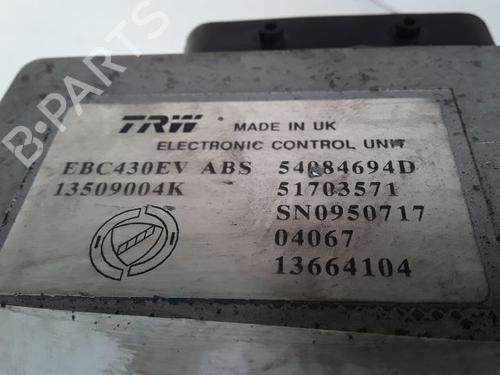 TRW MADE IN UK
ELECTRONIC CONTROL UNIT
EBC430EV ABS 54084694D
13509004K 51703571
SN0950717
04067
13664104
B-PARTS